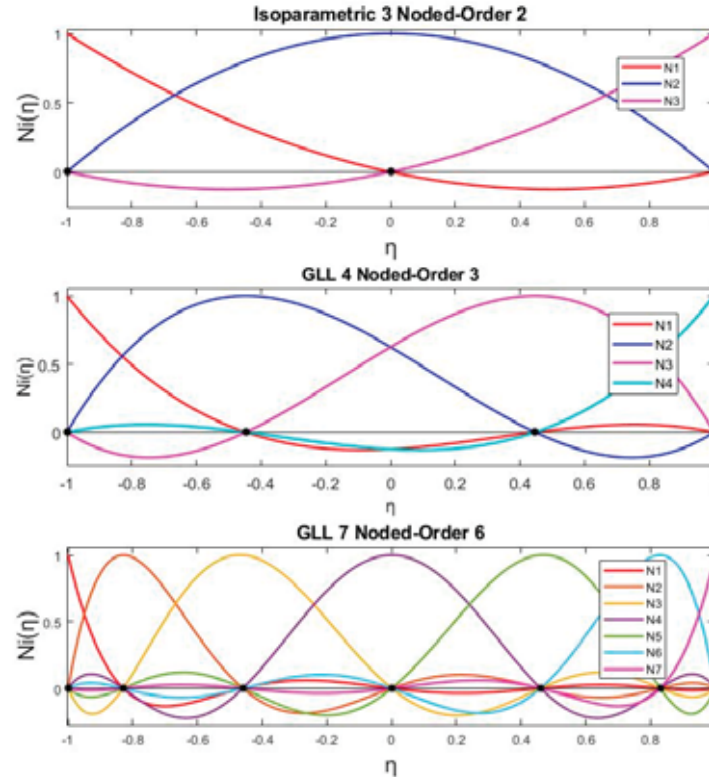 Isoparametric 3 Noded-Order 2
1
0.5
0
Ni(η)
N1
N2
N3
-1 -0.8 -0.6 -0.4 -0.2 0 0.2 0.4 0.6 0.8
η
GLL 4 Noded-Order 3
1
0.5
0
Ni(η)
N1
N2
N3
N4
-1 -0.8 -0.6 -0.4 -0.2 0 0.2 0.4 0.6 0.8
η
GLL 7 Noded-Order 6
1
0.5
0
Ni(η)
N1
N2
N3
N4
N5
N6
N7
-1 -0.8 -0.6 -0.4 -0.2 0 0.2 0.4 0.6 0.8
η